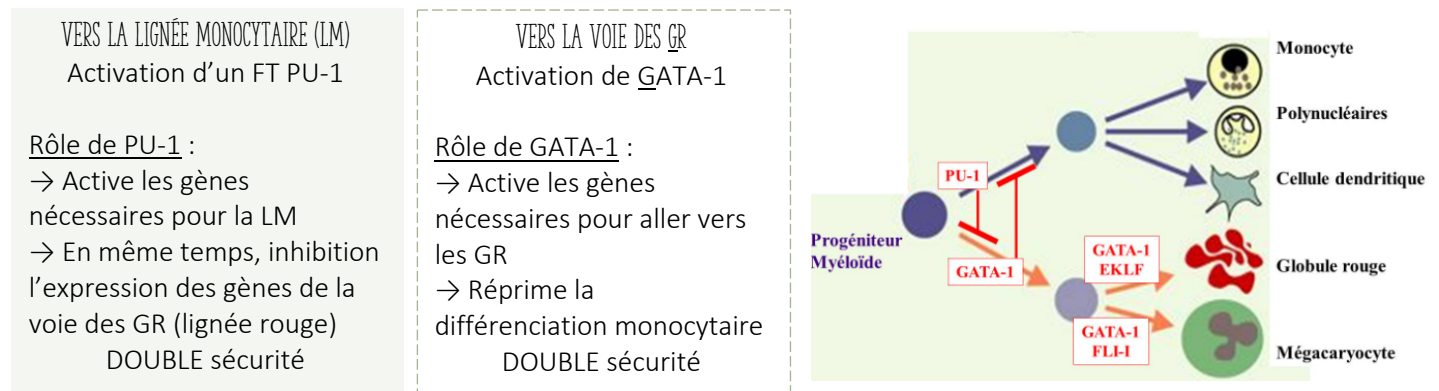 VERS LA LIGNÉE MONOCYTAIRE (LM)
Activation d’un FT PU-1
Rôle de PU-1 :
→ Active les gènes
nécessaires pour la LM
→ En même temps, inhibition
l’expression des gènes de la
voie des GR (lignée rouge)
DOUBLE sécurité
VERS LA VOIE DES GR
Activation de GATA-1
Rôle de GATA-1 :
→ Active les gènes
nécessaires pour aller vers
les GR
→ Réprime la
différenciation monocytaire
DOUBLE sécurité
Monocyte
Polynucléaires
PU-1
Cellule dendritique
Progéniteur
Myéloïde
GATA-1
GATA-1
EKLF
Globule rouge
GATA-1
FLI-I
Mégacaryocyte